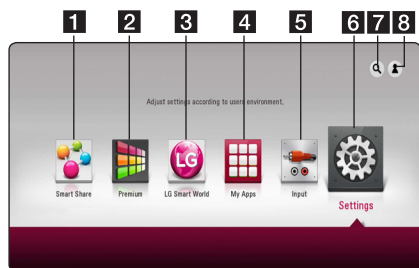 1 2 3 4 5 6 7 8
Adjust settings according to users environment.
LG
Smart Share Premium LG Smart World My Apps Input Settings